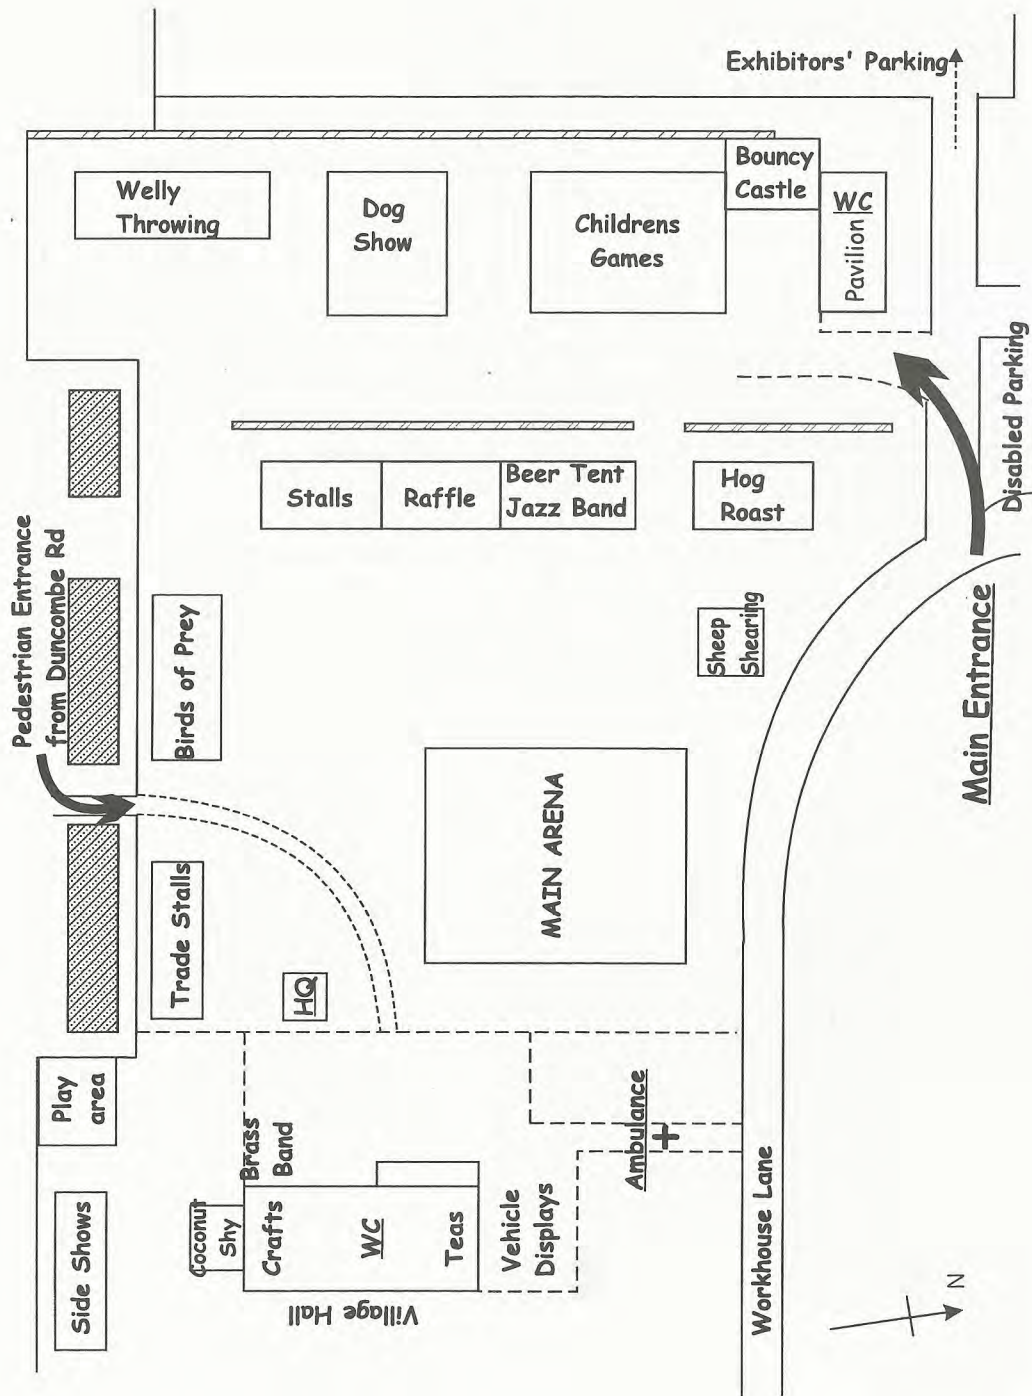 Exhibitors' Parking
Bouncy
Castle
Welly
Throwing
Dog
Show
Childrens
Games
WC
Pavilion
Disabled Parking
Stalls
Raffle
Beer Tent
Jazz Band
Hog
Roast
Pedestrian Entrance
from Duncombe Rd
Birds of Prey
Sheep
Shearing
Main Entrance
MAIN ARENA
Trade Stalls
HQ
Play
area
Brass
Band
Ambulance
Coconut
Shy
Crafts
WC
Teas
Vehicle
Displays
Side Shows
Village Hall
Workhouse Lane
N